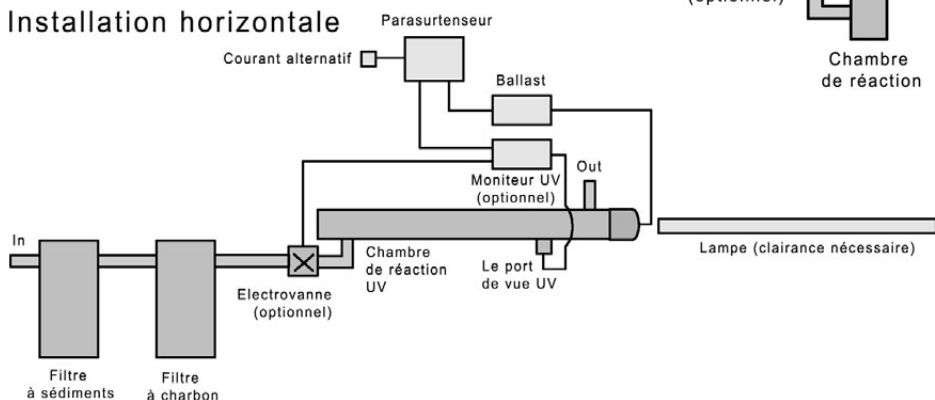 Installation horizontale
Parasurtenseur
(optionnel)
Courant alternatif
Chambre
de réaction
Ballast
Moniteur UV
(optionnel)
Out
In
Chambre
de réaction
UV
Le port
de vue UV
Lampe (clairance nécessaire)
Electrovanne
(optionnel)
Filtre
à sédiments
Filtre
à charbon